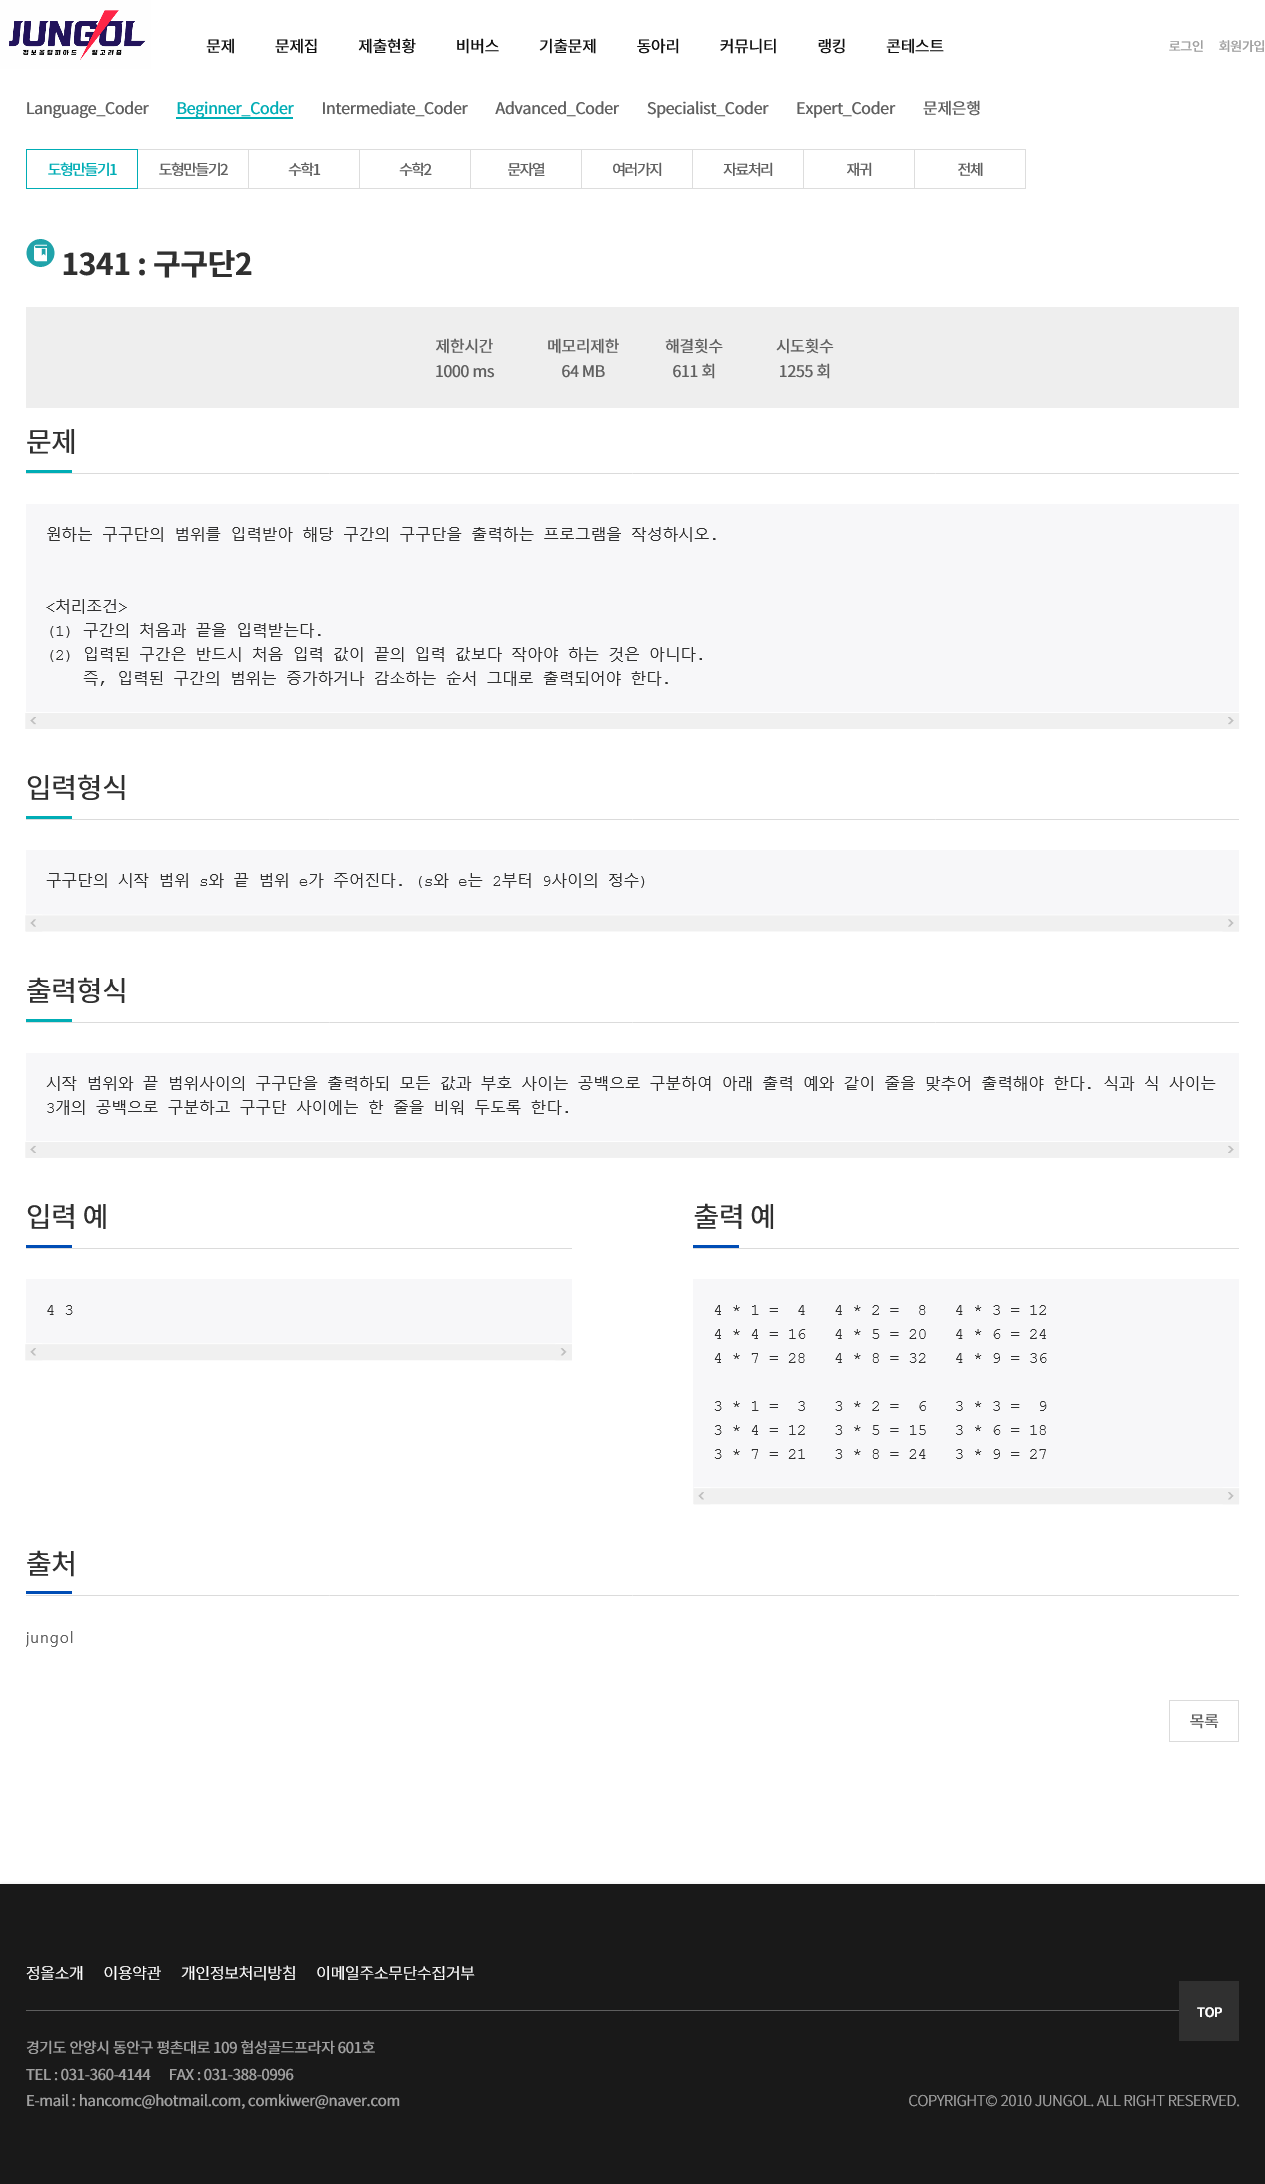 JUNGOL
정보올림피아드 알고리즘
문제 문제집 제출현황 비버스 기출문제 동아리 커뮤니티 랭킹 콘테스트 로그인 회원가입
Language_Coder Beginner_Coder Intermediate_Coder Advanced_Coder Specialist_Coder Expert_Coder 문제은행
도형만들기1 도형만들기2 수학1 수학2 문자열 여러가지 자료처리 재귀 전체
1341 : 구구단2
제한시간 메모리제한 해결횟수 시도횟수
1000 ms 64 MB 611 회 1255 회
문제
원하는 구구단의 범위를 입력받아 해당 구간의 구구단을 출력하는 프로그램을 작성하시오.
<처리조건>
(1) 구간의 처음과 끝을 입력받는다.
(2) 입력된 구간은 반드시 처음 입력 값이 끝의 입력 값보다 작아야 하는 것은 아니다.
즉, 입력된 구간의 범위는 증가하거나 감소하는 순서 그대로 출력되어야 한다.
입력형식
구구단의 시작 범위 s와 끝 범위 e가 주어진다. (s와 e는 2부터 9사이의 정수)
출력형식
시작 범위와 끝 범위사이의 구구단을 출력하되 모든 값과 부호 사이는 공백으로 구분하여 아래 출력 예와 같이 줄을 맞추어 출력해야 한다. 식과 식 사이는
3개의 공백으로 구분하고 구구단 사이에는 한 줄을 비워 두도록 한다.
입력 예
4 3
출력 예
4 * 1 =  4   4 * 2 =  8   4 * 3 = 12
4 * 4 = 16   4 * 5 = 20   4 * 6 = 24
4 * 7 = 28   4 * 8 = 32   4 * 9 = 36
3 * 1 =  3   3 * 2 =  6   3 * 3 =  9
3 * 4 = 12   3 * 5 = 15   3 * 6 = 18
3 * 7 = 21   3 * 8 = 24   3 * 9 = 27
출처
jungol
목록
정올소개 이용약관 개인정보처리방침 이메일주소무단수집거부
TOP
경기도 안양시 동안구 평촌대로 109 협성골드프라자 601호
TEL : 031-360-4144 FAX : 031-388-0996
E-mail : hancomc@hotmail.com, comkiwer@naver.com
COPYRIGHT© 2010 JUNGOL. ALL RIGHT RESERVED.